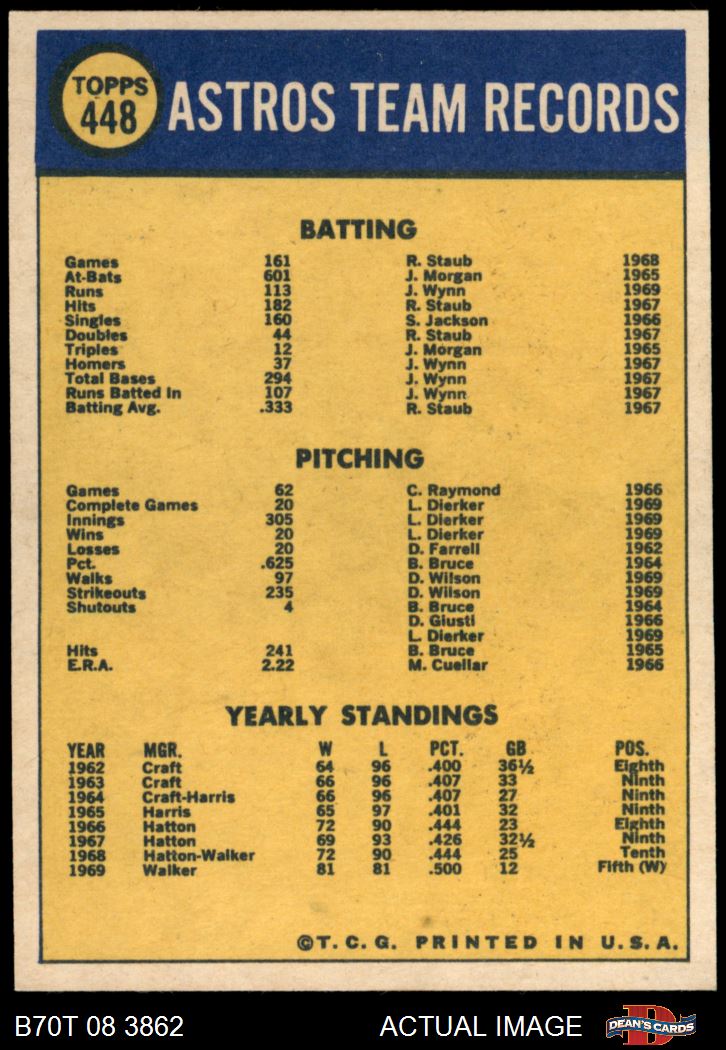 TOPPS
448
ASTROS TEAM RECORDS
BATTING
Games 161 R. Staub 1968
At-Bats 601 J. Morgan 1965
Runs 113 J. Wynn 1969
Hits 182 R. Staub 1967
Singles 160 S. Jackson 1966
Doubles 44 R. Staub 1967
Triples 12 J. Morgan 1965
Homers 37 J. Wynn 1967
Total Bases 294 J. Wynn 1967
Runs Batted In 107 J. Wynn 1967
Batting Avg. .333 R. Staub 1967
PITCHING
Games 62 C. Raymond 1966
Complete Games 20 L. Dierker 1969
Innings 305 L. Dierker 1969
Wins 20 L. Dierker 1969
Losses 20 D. Farrell 1962
Pct. .625 B. Bruce 1964
Walks 97 D. Wilson 1969
Strikeouts 235 D. Wilson 1969
Shutouts 4 B. Bruce 1964
D. Giusti 1966
L. Dierker 1969
Hits 241 B. Bruce 1965
E.R.A. 2.22 M. Cuellar 1966
YEARLY STANDINGS
YEAR MGR. W L PCT. GB POS.
1962 Craft 64 96 .400 36½ Eighth
1963 Craft 66 96 .407 33 Ninth
1964 Craft-Harris 66 96 .407 27 Ninth
1965 Harris 65 97 .401 32 Ninth
1966 Hatton 72 90 .444 23 Eighth
1967 Hatton 69 93 .426 32½ Ninth
1968 Hatton-Walker 72 90 .444 25 Tenth
1969 Walker 81 81 .500 12 Fifth (W)
©T.C.G. PRINTED IN U.S.A.
B70T 08 3862 ACTUAL IMAGE D DEAN'S CARDS